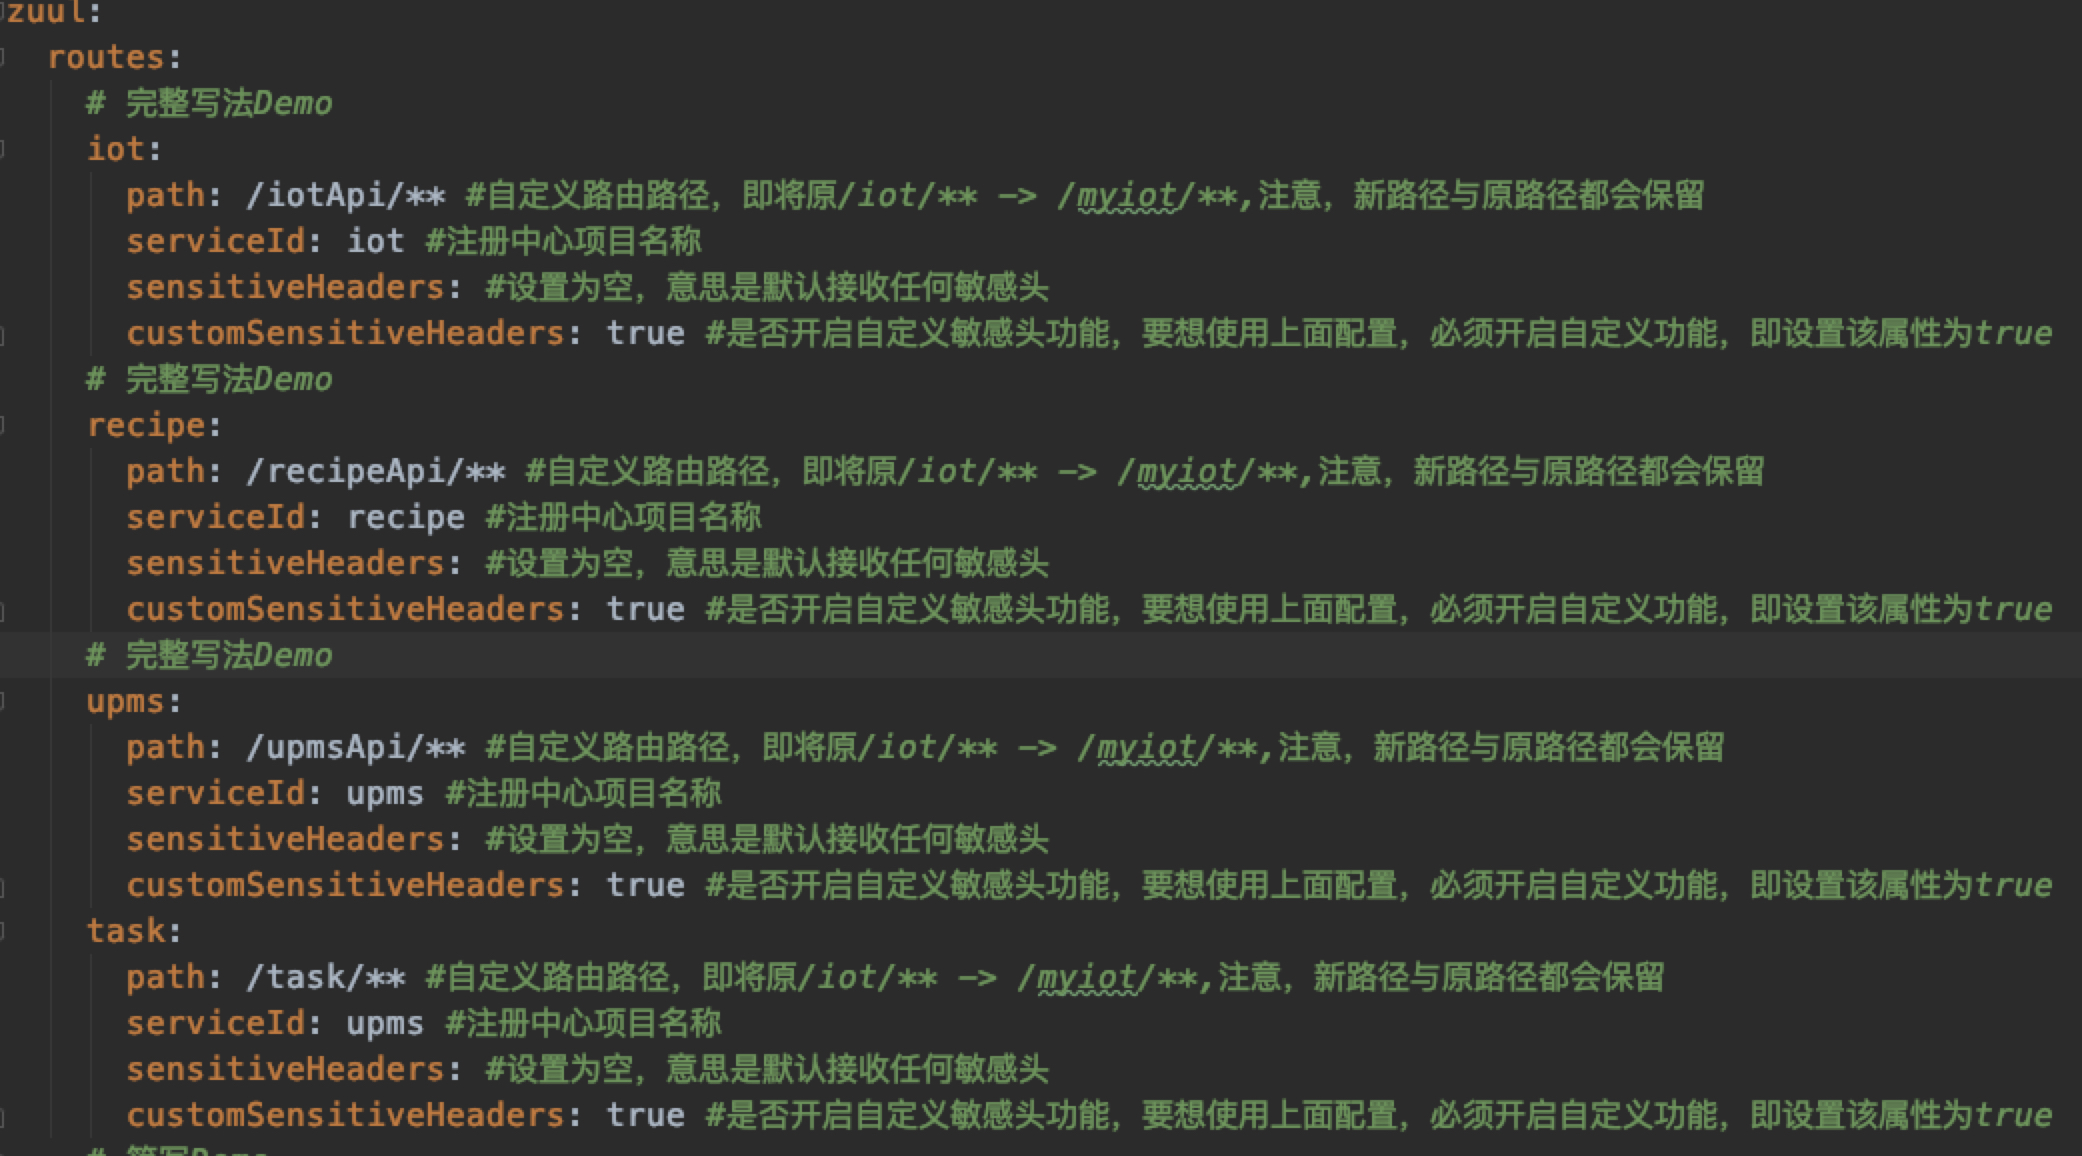 zuul:
routes:
# 完整写法Demo
iot:
path: /iotApi/** #自定义路由路径，即将原/iot/** -> /myiot/**,注意，新路径与原路径都会保留
serviceId: iot #注册中心项目名称
sensitiveHeaders: #设置为空，意思是默认接收任何敏感头
customSensitiveHeaders: true #是否开启自定义敏感头功能，要想使用上面配置，必须开启自定义功能，即设置该属性为true
# 完整写法Demo
recipe:
path: /recipeApi/** #自定义路由路径，即将原/iot/** -> /myiot/**,注意，新路径与原路径都会保留
serviceId: recipe #注册中心项目名称
sensitiveHeaders: #设置为空，意思是默认接收任何敏感头
customSensitiveHeaders: true #是否开启自定义敏感头功能，要想使用上面配置，必须开启自定义功能，即设置该属性为true
# 完整写法Demo
upms:
path: /upmsApi/** #自定义路由路径，即将原/iot/** -> /myiot/**,注意，新路径与原路径都会保留
serviceId: upms #注册中心项目名称
sensitiveHeaders: #设置为空，意思是默认接收任何敏感头
customSensitiveHeaders: true #是否开启自定义敏感头功能，要想使用上面配置，必须开启自定义功能，即设置该属性为true
task:
path: /task/** #自定义路由路径，即将原/iot/** -> /myiot/**,注意，新路径与原路径都会保留
serviceId: upms #注册中心项目名称
sensitiveHeaders: #设置为空，意思是默认接收任何敏感头
customSensitiveHeaders: true #是否开启自定义敏感头功能，要想使用上面配置，必须开启自定义功能，即设置该属性为true